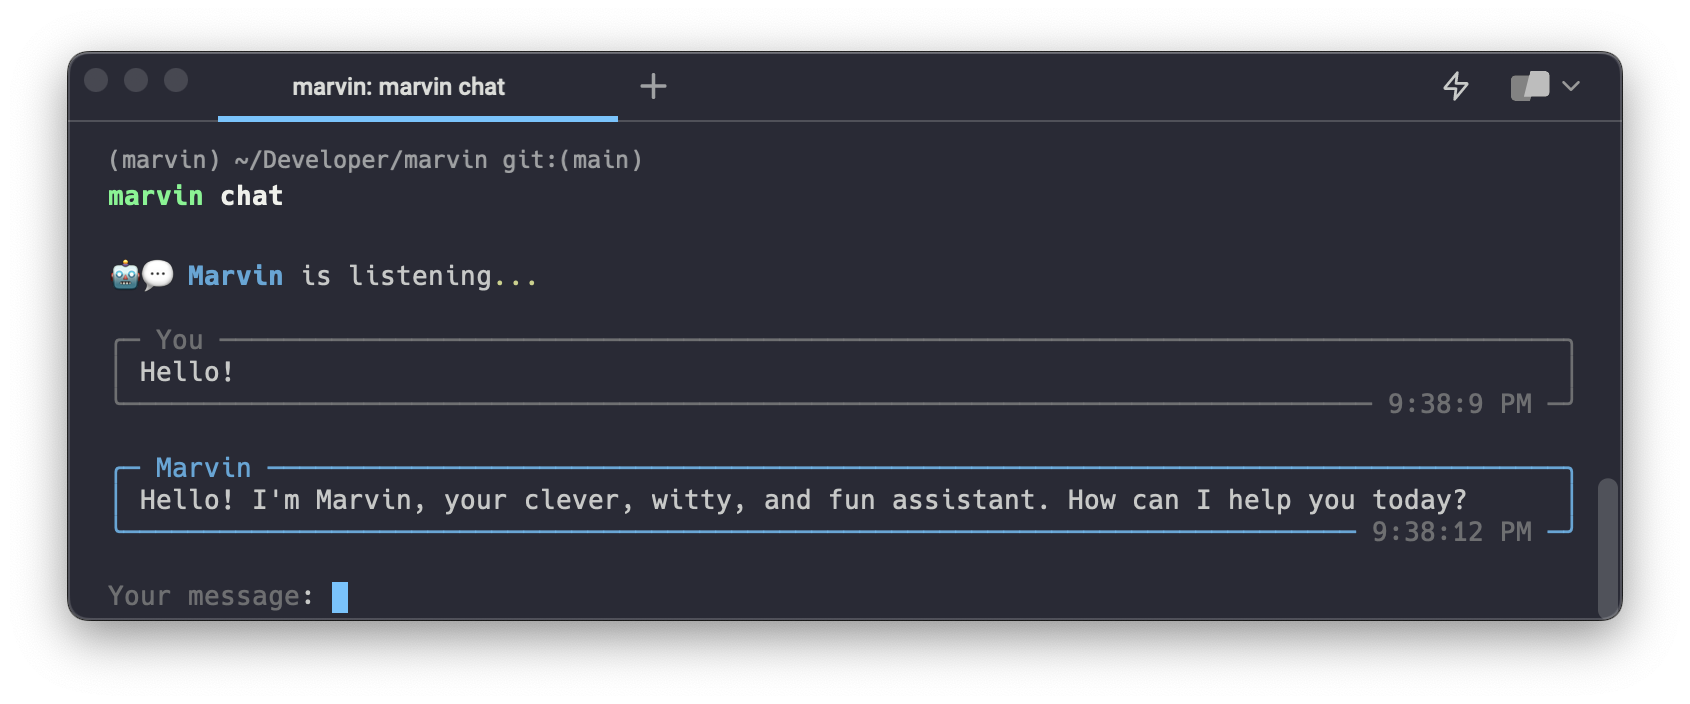 marvin: marvin chat
(marvin) ~/Developer/marvin git:(main)
marvin chat
🤖💬 Marvin is listening...
You
Hello!
9:38:9 PM
Marvin
Hello! I'm Marvin, your clever, witty, and fun assistant. How can I help you today?
9:38:12 PM
Your message: